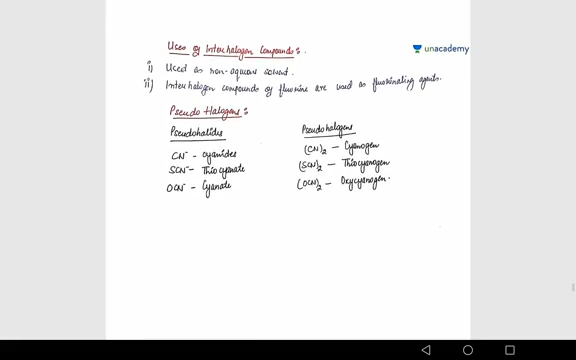 Uses of Interhalogen Compounds :
unacademy
i) Used as non-aqueous solvent.
ii) Interhalogen compounds of fluorine are used as fluorinating agents.
Pseudo Halogens :
Pseudohalides
CN⁻ - Cyanides
SCN⁻ - Thiocyanate
OCN⁻ - Cyanate
Pseudohalogens
(CN)₂ - Cyanogen
(SCN)₂ - Thiocyanogen
(OCN)₂ - Oxycyanogen.